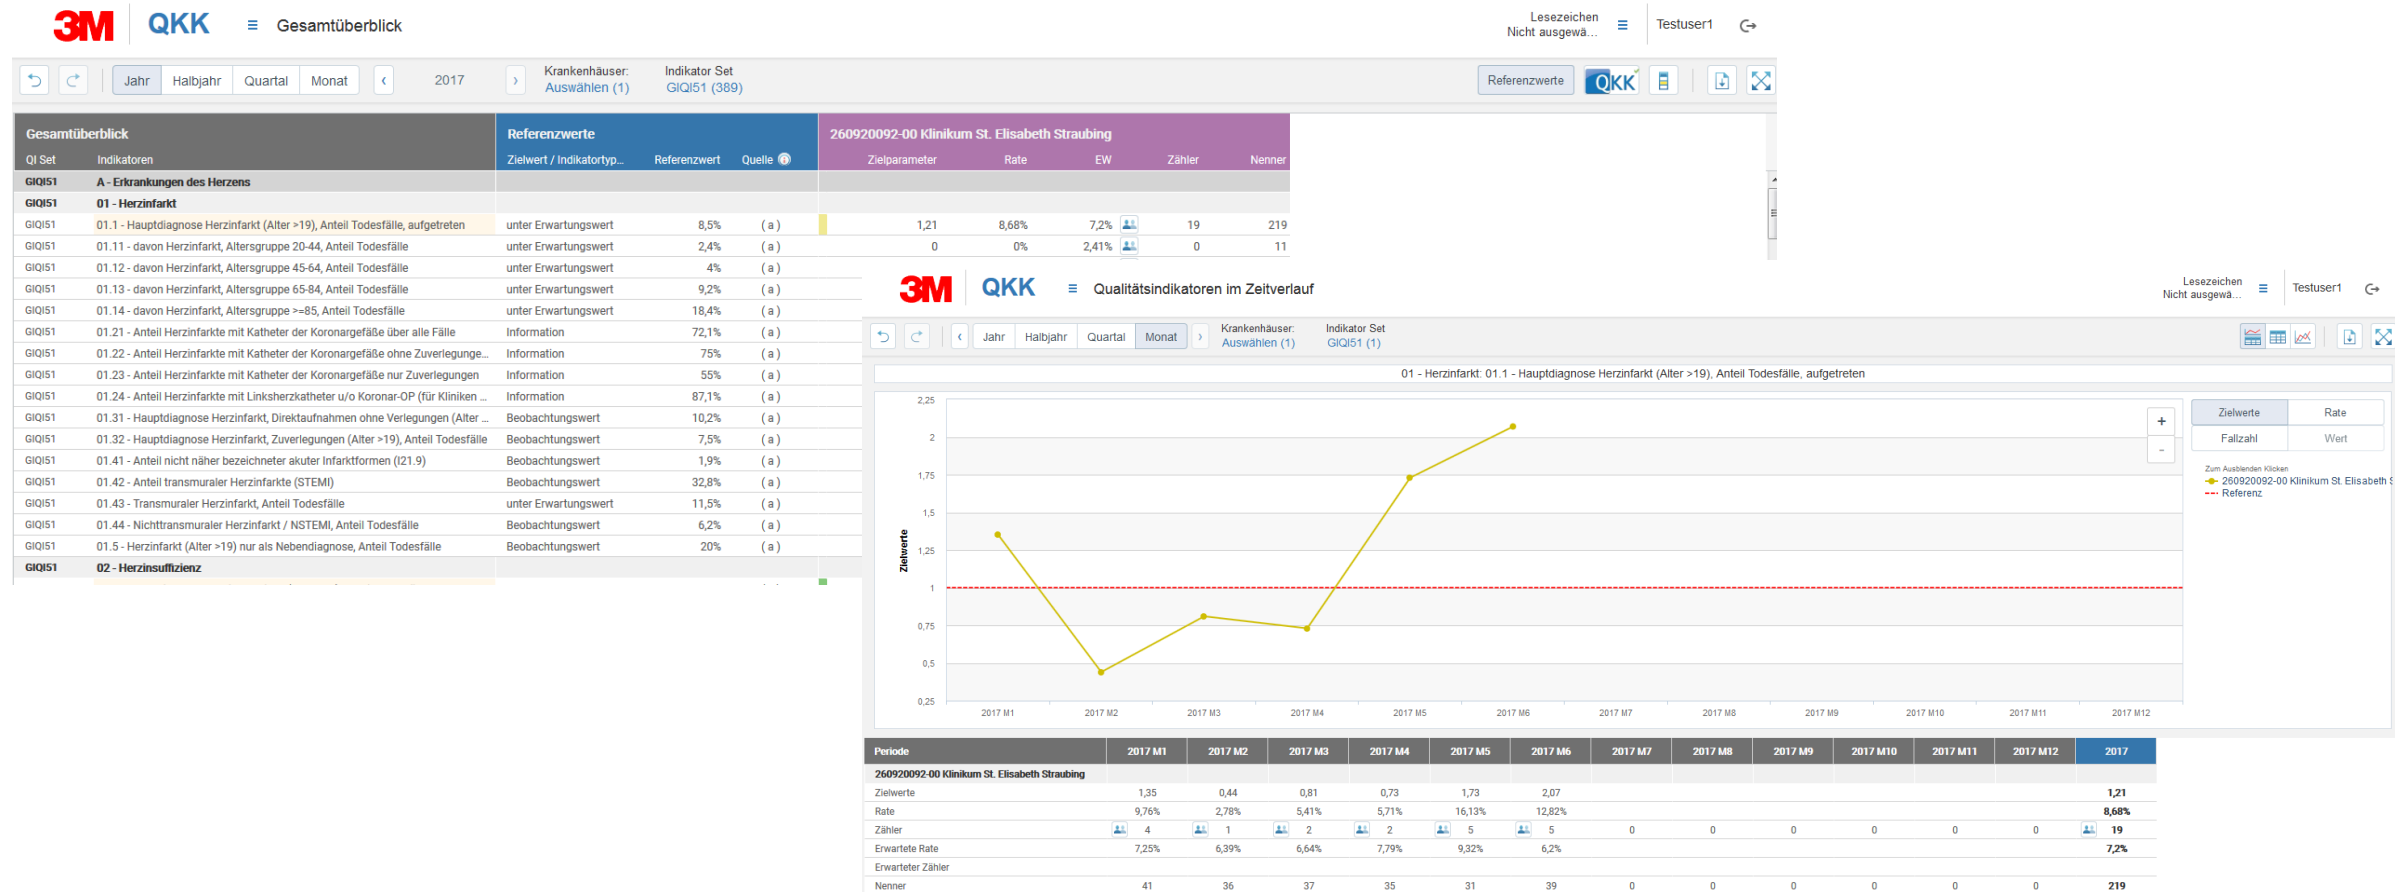 3M QKK ≡ Gesamtüberblick
Lesezeichen
Nicht ausgewä... ≡ Testuser1
Jahr Halbjahr Quartal Monat ‹ 2017 ›
Krankenhäuser:
Auswählen (1)
Indikator Set
GIQI51 (389)
Referenzwerte QKK
Gesamtüberblick Referenzwerte 260920092-00 Klinikum St. Elisabeth Straubing
QI Set Indikatoren Zielwert / Indikatortyp... Referenzwert Quelle Zielparameter Rate EW Zähler Nenner
GIQI51 A - Erkrankungen des Herzens
GIQI51 01 - Herzinfarkt
GIQI51 01.1 - Hauptdiagnose Herzinfarkt (Alter >19), Anteil Todesfälle, aufgetreten unter Erwartungswert 8,5% ( a ) 1,21 8,68% 7,2% 19 219
GIQI51 01.11 - davon Herzinfarkt, Altersgruppe 20-44, Anteil Todesfälle unter Erwartungswert 2,4% ( a ) 0 0% 2,41% 0 11
GIQI51 01.12 - davon Herzinfarkt, Altersgruppe 45-64, Anteil Todesfälle unter Erwartungswert 4% ( a )
GIQI51 01.13 - davon Herzinfarkt, Altersgruppe 65-84, Anteil Todesfälle unter Erwartungswert 9,2% ( a )
GIQI51 01.14 - davon Herzinfarkt, Altersgruppe >=85, Anteil Todesfälle unter Erwartungswert 18,4% ( a )
GIQI51 01.21 - Anteil Herzinfarkte mit Katheter der Koronargefäße über alle Fälle Information 72,1% ( a )
GIQI51 01.22 - Anteil Herzinfarkte mit Katheter der Koronargefäße ohne Zuverlegunge... Information 75% ( a )
GIQI51 01.23 - Anteil Herzinfarkte mit Katheter der Koronargefäße nur Zuverlegungen Information 55% ( a )
GIQI51 01.24 - Anteil Herzinfarkte mit Linksherzkatheter u/o Koronar-OP (für Kliniken ... Information 87,1% ( a )
GIQI51 01.31 - Hauptdiagnose Herzinfarkt, Direktaufnahmen ohne Verlegungen (Alter ... Beobachtungswert 10,2% ( a )
GIQI51 01.32 - Hauptdiagnose Herzinfarkt, Zuverlegungen (Alter >19), Anteil Todesfälle Beobachtungswert 7,5% ( a )
GIQI51 01.41 - Anteil nicht näher bezeichneter akuter Infarktformen (I21.9) Beobachtungswert 1,9% ( a )
GIQI51 01.42 - Anteil transmuraler Herzinfarkte (STEMI) Beobachtungswert 32,8% ( a )
GIQI51 01.43 - Transmuraler Herzinfarkt, Anteil Todesfälle unter Erwartungswert 11,5% ( a )
GIQI51 01.44 - Nichttransmuraler Herzinfarkt / NSTEMI, Anteil Todesfälle Beobachtungswert 6,2% ( a )
GIQI51 01.5 - Herzinfarkt (Alter >19) nur als Nebendiagnose, Anteil Todesfälle Beobachtungswert 20% ( a )
GIQI51 02 - Herzinsuffizienz
3M QKK ≡ Qualitätsindikatoren im Zeitverlauf
Lesezeichen
Nicht ausgewä... ≡ Testuser1
‹ Jahr Halbjahr Quartal Monat ›
Krankenhäuser:
Auswählen (1)
Indikator Set
GIQI51 (1)
01 - Herzinfarkt: 01.1 - Hauptdiagnose Herzinfarkt (Alter >19), Anteil Todesfälle, aufgetreten
Zielwerte
2,25
2
1,75
1,5
1,25
1
0,75
0,5
0,25
2017 M1 2017 M2 2017 M3 2017 M4 2017 M5 2017 M6 2017 M7 2017 M8 2017 M9 2017 M10 2017 M11 2017 M12
+
-
Zielwerte Rate
Fallzahl Wert
Zum Ausblenden Klicken
260920092-00 Klinikum St. Elisabeth
Referenz
Periode 2017 M1 2017 M2 2017 M3 2017 M4 2017 M5 2017 M6 2017 M7 2017 M8 2017 M9 2017 M10 2017 M11 2017 M12 2017
260920092-00 Klinikum St. Elisabeth Straubing
Zielwerte 1,35 0,44 0,81 0,73 1,73 2,07 1,21
Rate 9,76% 2,78% 5,41% 5,71% 16,13% 12,82% 8,68%
Zähler 4 1 2 2 5 5 0 0 0 0 0 0 19
Erwartete Rate 7,25% 6,39% 6,64% 7,79% 9,32% 6,2% 7,2%
Erwarteter Zähler
Nenner 41 36 37 35 31 39 0 0 0 0 0 0 219